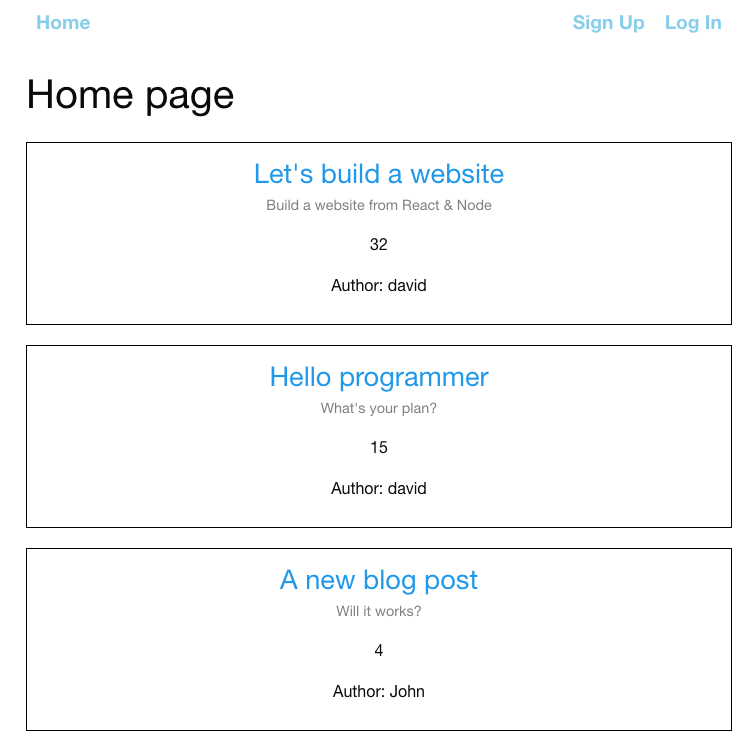 Home Sign Up Log In
Home page
Let's build a website
Build a website from React & Node
32
Author: david
Hello programmer
What's your plan?
15
Author: david
A new blog post
Will it works?
4
Author: John